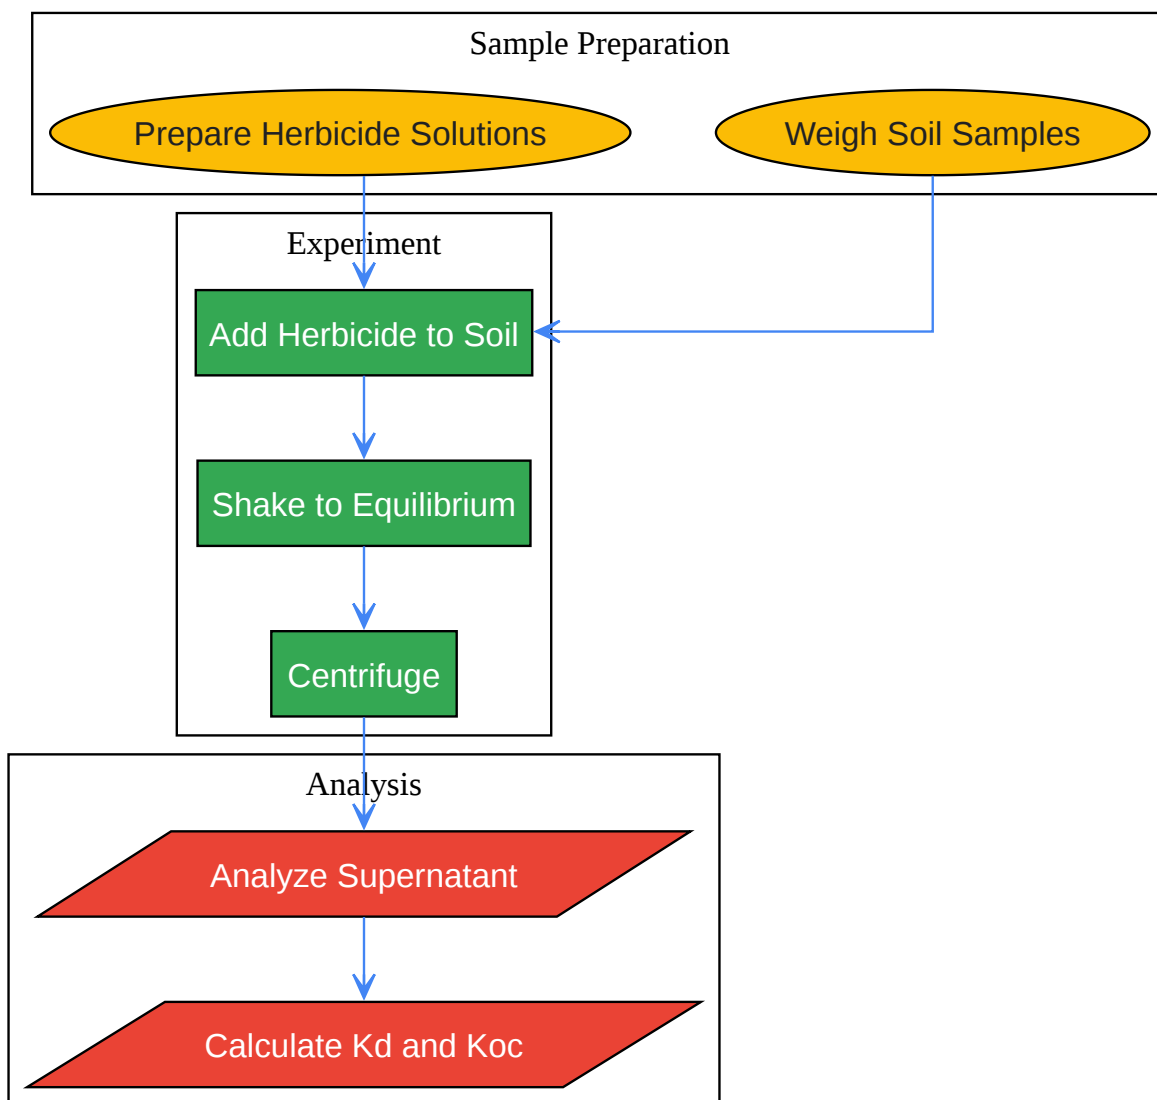 Sample Preparation
Prepare Herbicide Solutions
Weigh Soil Samples
Experiment
Add Herbicide to Soil
Shake to Equilibrium
Centrifuge
Analysis
Analyze Supernatant
Calculate Kd and Koc